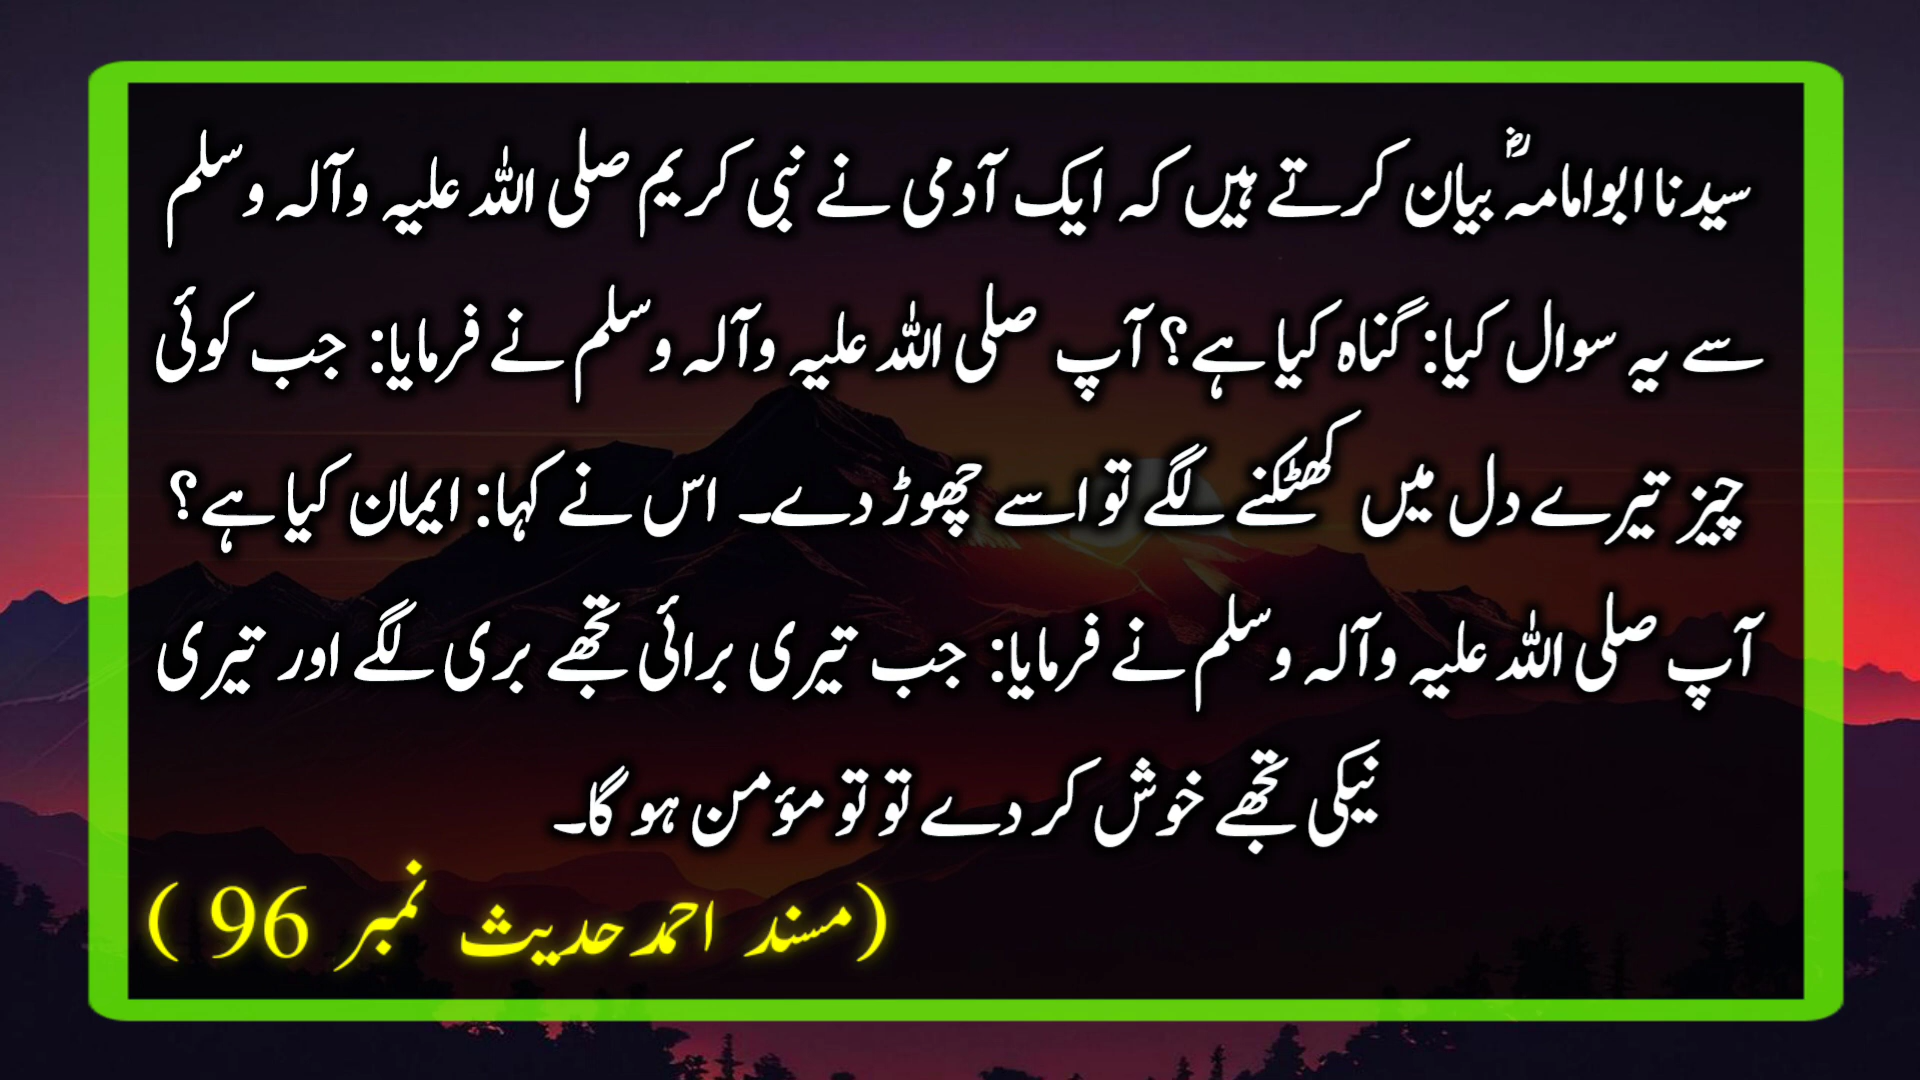 سیدنا ابوامامہؓ بیان کرتے ہیں کہ ایک آدمی نے نبی کریم صلی اللہ علیہ وآلہ وسلم
سے یہ سوال کیا: گناہ کیا ہے؟ آپ صلی اللہ علیہ وآلہ وسلم نے فرمایا: جب کوئی
چیز تیرے دل میں کھٹکنے لگے تو اسے چھوڑ دے۔ اس نے کہا: ایمان کیا ہے؟
آپ صلی اللہ علیہ وآلہ وسلم نے فرمایا: جب تیری برائی تجھے بری لگے اور تیری
نیکی تجھے خوش کر دے تو تو مؤمن ہو گا۔
(مسند احمد حدیث نمبر 96 )